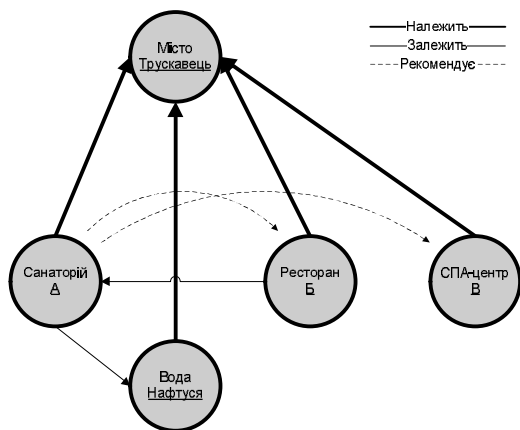 Місто
Трускавець
Належить
Залежить
Рекомендує
Санаторій
А
Ресторан
Б
СПА-центр
В
Вода
Нафтуся